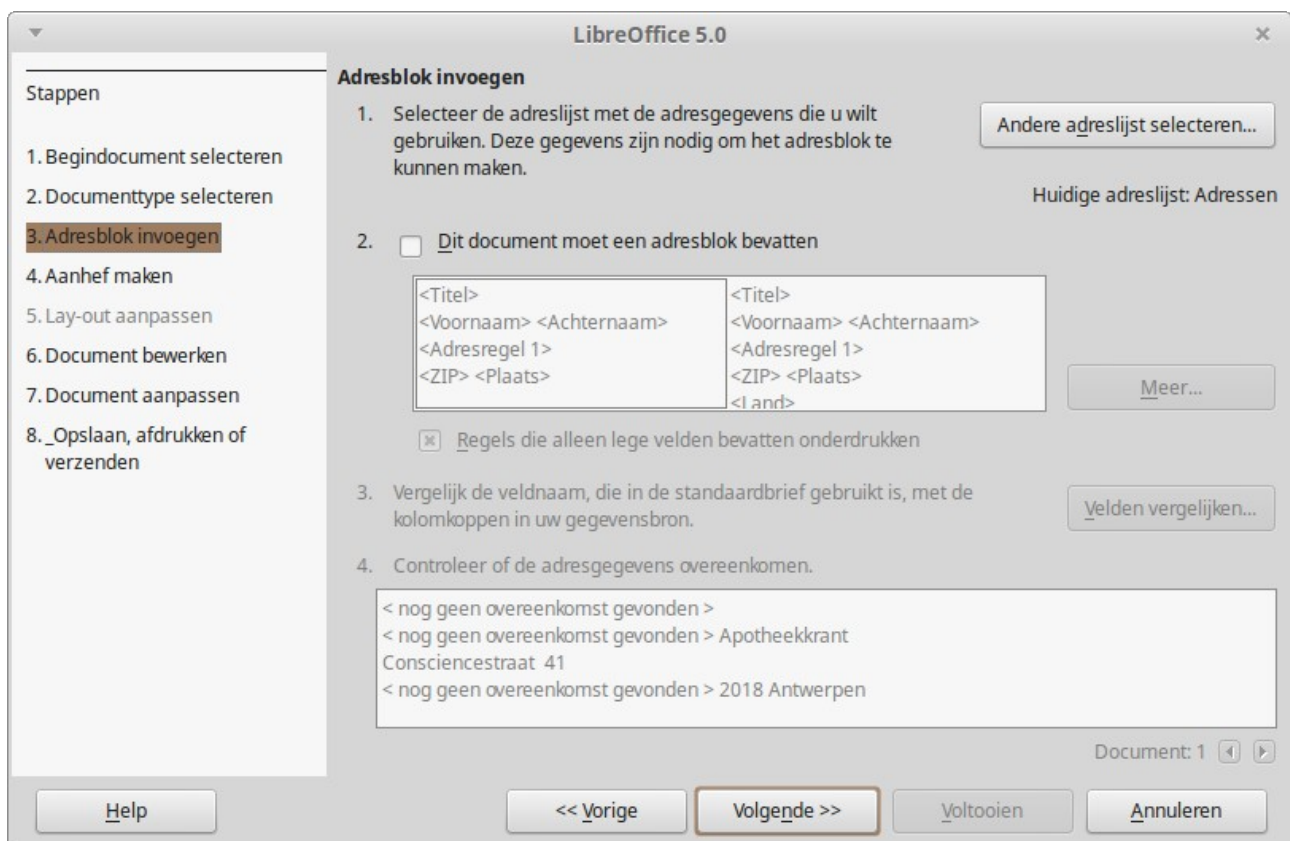 LibreOffice 5.0
Stappen
1. Begindocument selecteren
2. Documenttype selecteren
3. Adresblok invoegen
4. Aanhef maken
5. Lay-out aanpassen
6. Document bewerken
7. Document aanpassen
8. _Opslaan, afdrukken of
verzenden
Adresblok invoegen
1. Selecteer de adreslijst met de adresgegevens die u wilt
gebruiken. Deze gegevens zijn nodig om het adresblok te
kunnen maken.
Andere adreslijst selecteren...
Huidige adreslijst: Adressen
2. Dit document moet een adresblok bevatten
<Titel>
<Voornaam> <Achternaam>
<Adresregel 1>
<ZIP> <Plaats>
<Titel>
<Voornaam> <Achternaam>
<Adresregel 1>
<ZIP> <Plaats>
<Land>
Meer...
Regels die alleen lege velden bevatten onderdrukken
3. Vergelijk de veldnaam, die in de standaardbrief gebruikt is, met de
kolomkoppen in uw gegevensbron.
Velden vergelijken...
4. Controleer of de adresgegevens overeenkomen.
< nog geen overeenkomst gevonden >
< nog geen overeenkomst gevonden > Apotheekkrant
Consciencestraat 41
< nog geen overeenkomst gevonden > 2018 Antwerpen
Document: 1
Help
<< Vorige
Volgende >>
Voltooien
Annuleren